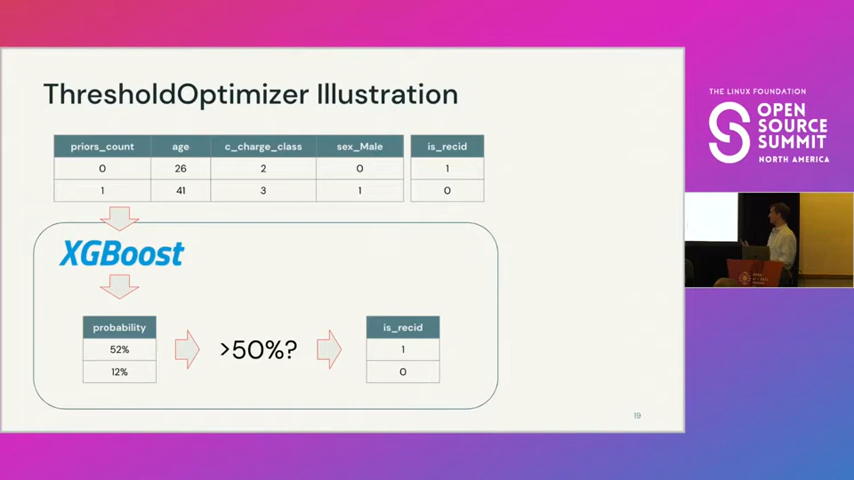 ThresholdOptimizer Illustration
priors_count age c_charge_class sex_Male is_recid
0 26 2 0 1
1 41 3 1 0
XGBoost
probability is_recid
52% >50%? 1
12% 0
19
THE LINUX FOUNDATION
OPEN
SOURCE
SUMMIT
NORTH AMERICA